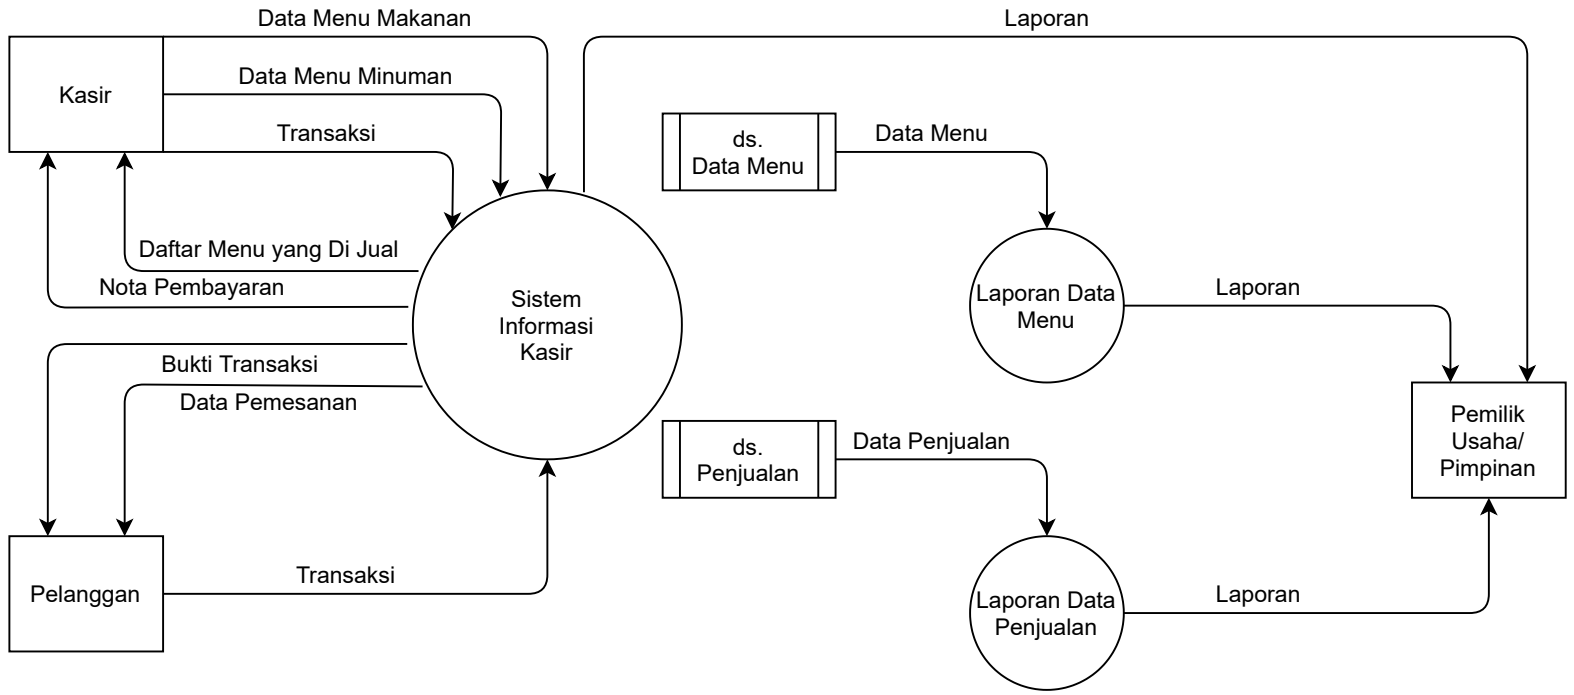 Data Menu Makanan
Laporan
Kasir
Data Menu Minuman
Transaksi
ds.
Data Menu
Data Menu
Daftar Menu yang Di Jual
Nota Pembayaran
Sistem
Informasi
Kasir
Laporan Data
Menu
Laporan
Bukti Transaksi
Data Pemesanan
ds.
Penjualan
Data Penjualan
Pemilik
Usaha/
Pimpinan
Pelanggan
Transaksi
Laporan Data
Penjualan
Laporan